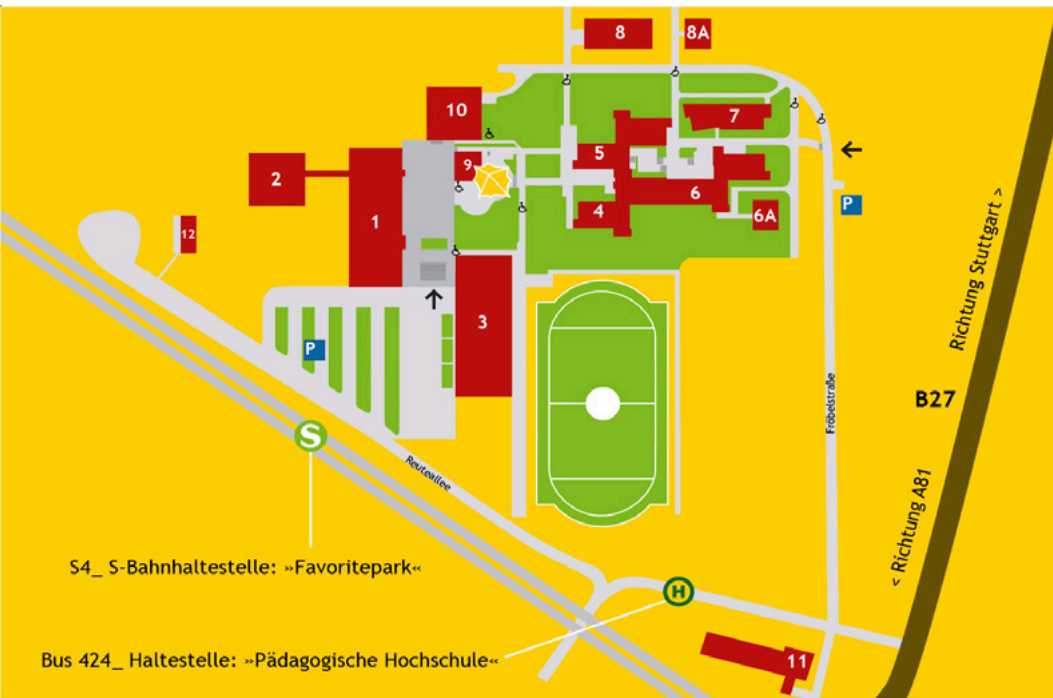 8
8A
10
7
9
5
2
1
6
4
6A
P
12
3
P
Richtung Stuttgart >
B27
Fröbelstraße
S
Reuteallee
< Richtung A81
S4_ S-Bahnhaltestelle: »Favoritepark«
H
Bus 424_ Haltestelle: »Pädagogische Hochschule«
11